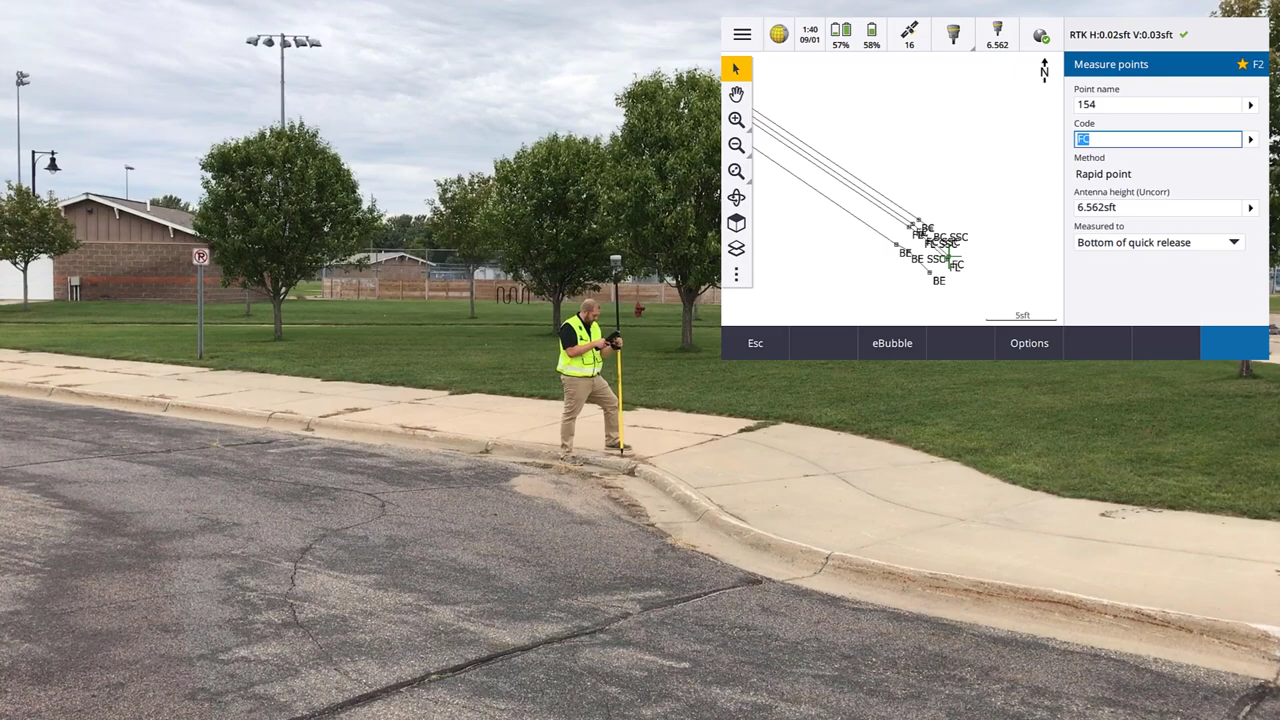 1:40
09/01
57%
58%
16
6.562
RTK H:0.02sft V:0.03sft
Measure points
F2
N
Point name
154
Code
FC
Method
Rapid point
Antenna height (Uncorr)
6.562sft
Measured to
Bottom of quick release
BC
BC SSC
FL SSC
BE
BE SSC
FC
FL
BE
5sft
Esc
eBubble
Options
P